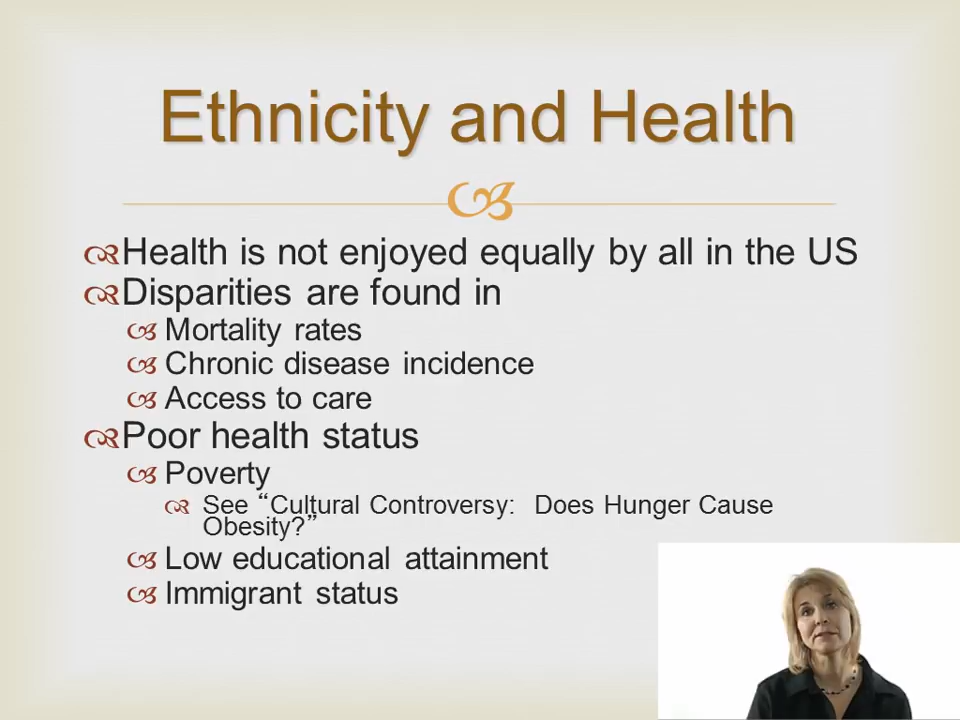 Ethnicity and Health
Health is not enjoyed equally by all in the US
Disparities are found in
Mortality rates
Chronic disease incidence
Access to care
Poor health status
Poverty
See “Cultural Controversy: Does Hunger Cause
Obesity?”
Low educational attainment
Immigrant status